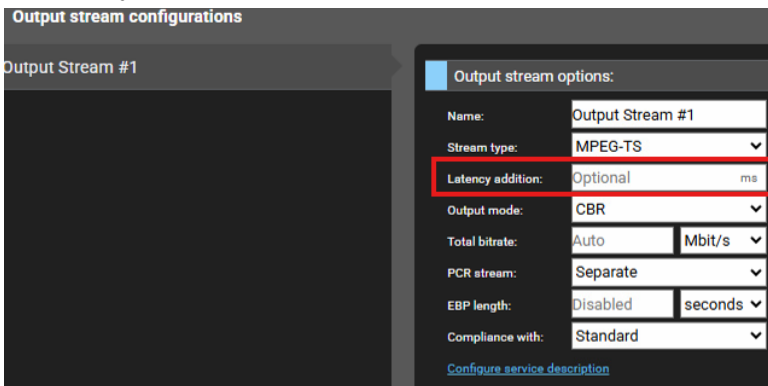 Output stream configurations
Output Stream #1
Output stream options:
Name: Output Stream #1
Stream type: MPEG-TS
Latency addition: Optional ms
Output mode: CBR
Total bitrate: Auto Mbit/s
PCR stream: Separate
EBP length: Disabled seconds
Compliance with: Standard
Configure service description